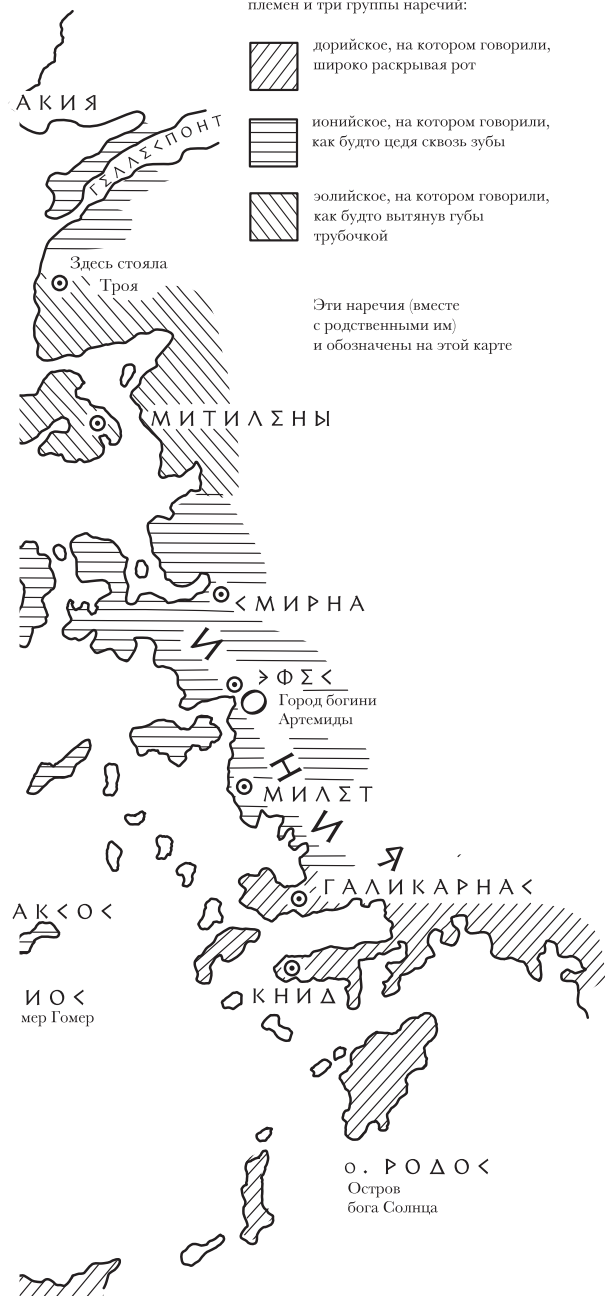 племен и три группы наречий:
дорийское, на котором говорили,
широко раскрывая рот
АКИЯ
ионийское, на котором говорили,
как будто цедя сквозь зубы
ГЕЛЛЕСПОНТ
эолийское, на котором говорили,
как будто вытянув губы
трубочкой
Здесь стояла
Троя
Эти наречия (вместе
с родственными им)
и обозначены на этой карте
МИТИЛЕНЫ
СМИРНА
И
ЭФЕС
Город богини
Артемиды
Н
МИЛЕТ
И
Я
ГАЛИКАРНАС
АКСОС
КНИД
ИОС
мер Гомер
о. РОДОС
Остров
бога Солнца